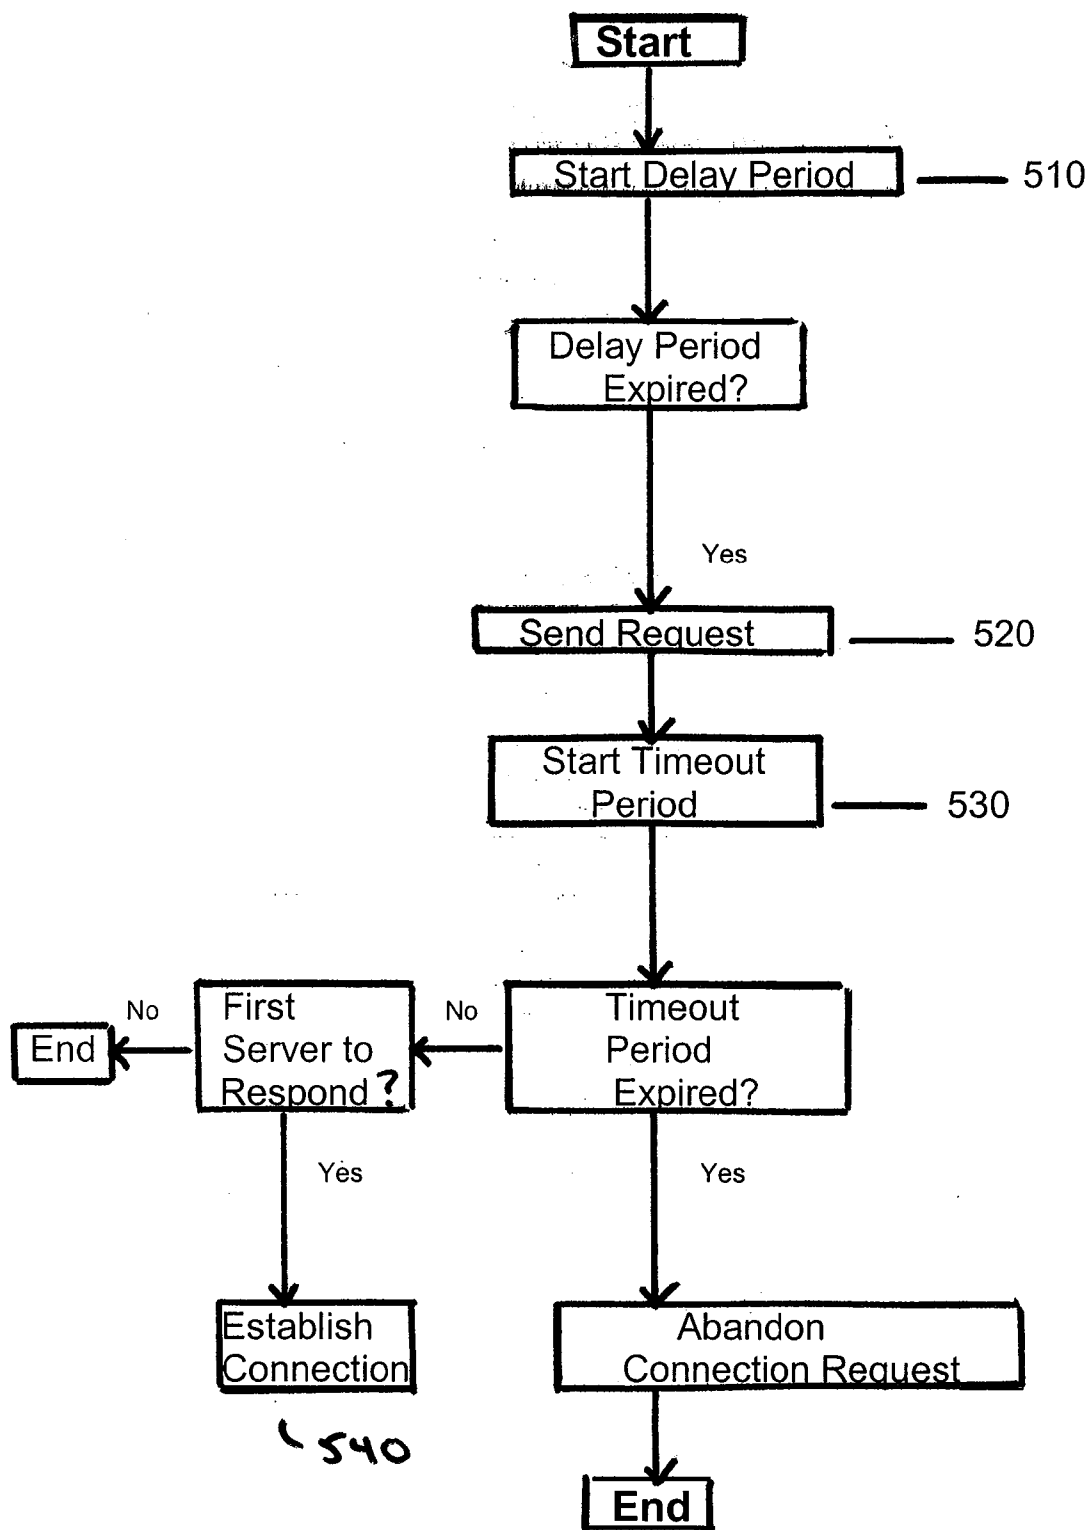 Start
Start Delay Period
510
Delay Period
Expired?
Yes
Send Request
520
Start Timeout
Period
530
Timeout
Period
Expired?
No
First
Server to
Respond?
No
End
Yes
Yes
Establish
Connection
540
Abandon
Connection Request
End